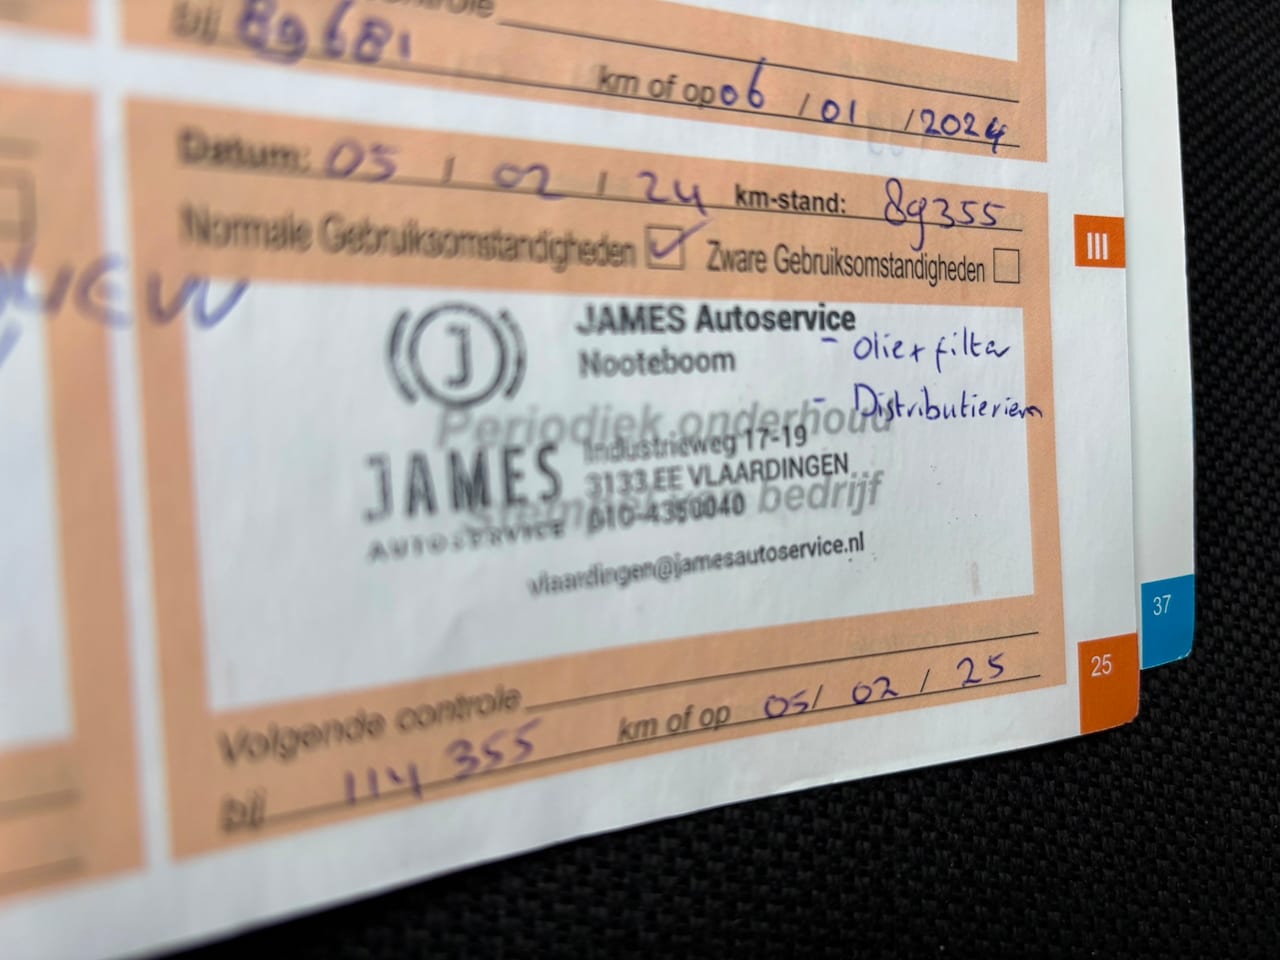 controle
bij 89681 km of op 06 / 01 / 2024
Datum: 05 / 02 / 24 km-stand: 89355
Normale Gebruiksomstandigheden Zware Gebruiksomstandigheden
III
J
JAMES Autoservice
Nooteboom
- Olie + filter
- Distributieriem
Periodiek onderhoud
JAMES
AUTOSERVICE
Industrieweg 17-19
3133 EE VLAARDINGEN
010-4350040
bedrijf
vlaardingen@jamesautoservice.nl
Volgende controle
bij 114 355 km of op 05 / 02 / 25
25
37